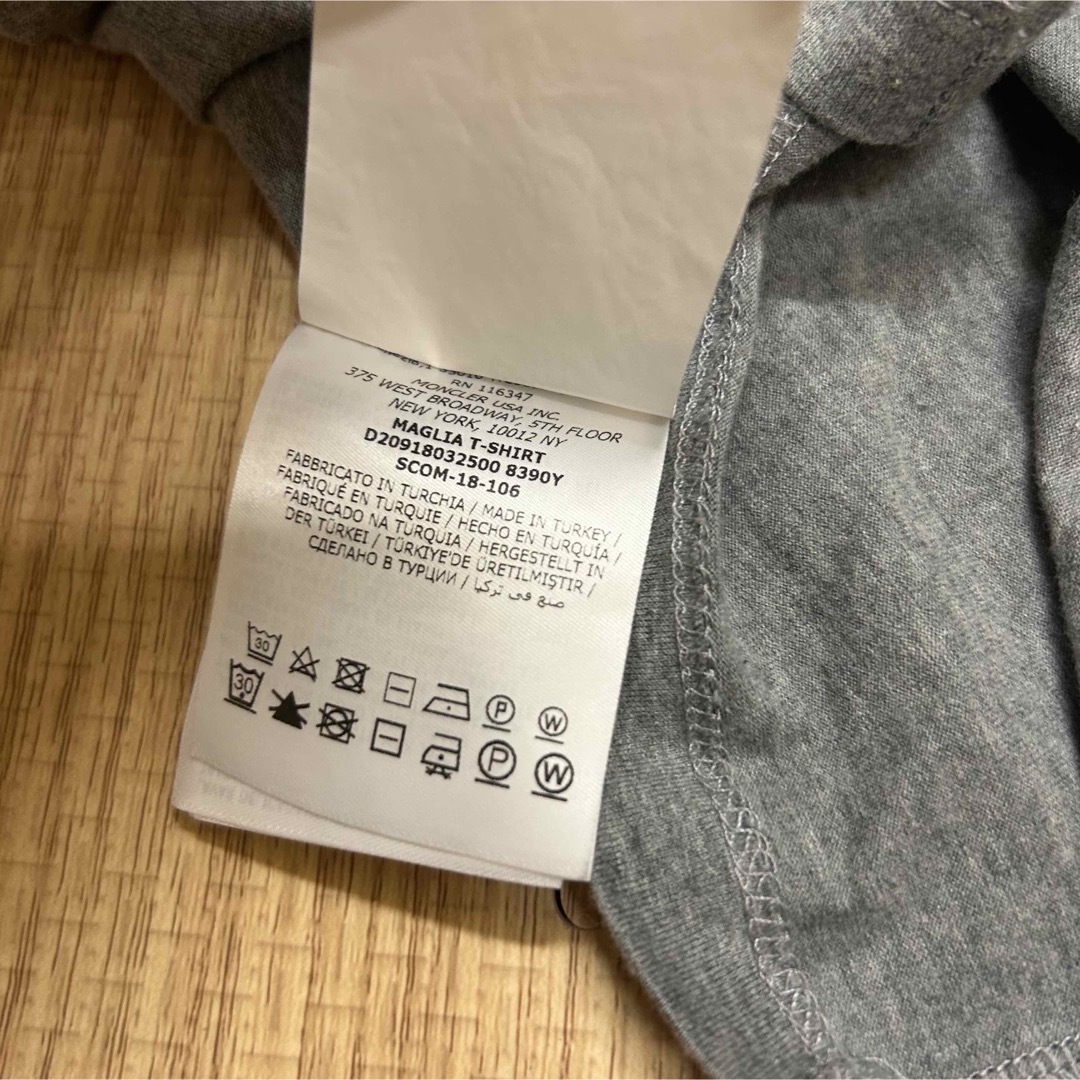 RN 116347
MONCLER USA INC.
375 WEST BROADWAY, 5TH FLOOR
NEW YORK, 10012 NY
MAGLIA T-SHIRT
D20918032500 8390Y
SCOM-18-106
FABBRICATO IN TURCHIA / MADE IN TURKEY /
FABRIQUÉ EN TURQUIE / HECHO EN TURQUÍA /
FABRICADO NA TURQUIA / HERGESTELLT IN
DER TÜRKEI / TÜRKIYE'DE ÜRETILMIŞTIR /
СДЕЛАНО В ТУРЦИИ / صنع في تركيا
30 P W
30 P W